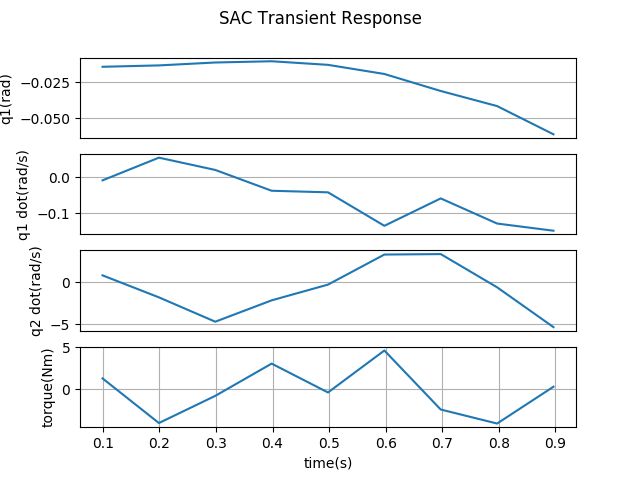 SAC Transient Response
q1(rad)
−0.025
−0.050
q1 dot(rad/s)
0.0
−0.1
q2 dot(rad/s)
0
−5
torque(Nm)
5
0
0.1 0.2 0.3 0.4 0.5 0.6 0.7 0.8 0.9
time(s)